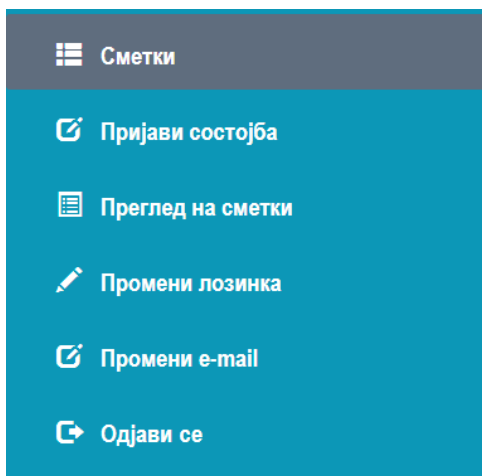 Сметки
Пријави состојба
Преглед на сметки
Промени лозинка
Промени e-mail
Одјави се